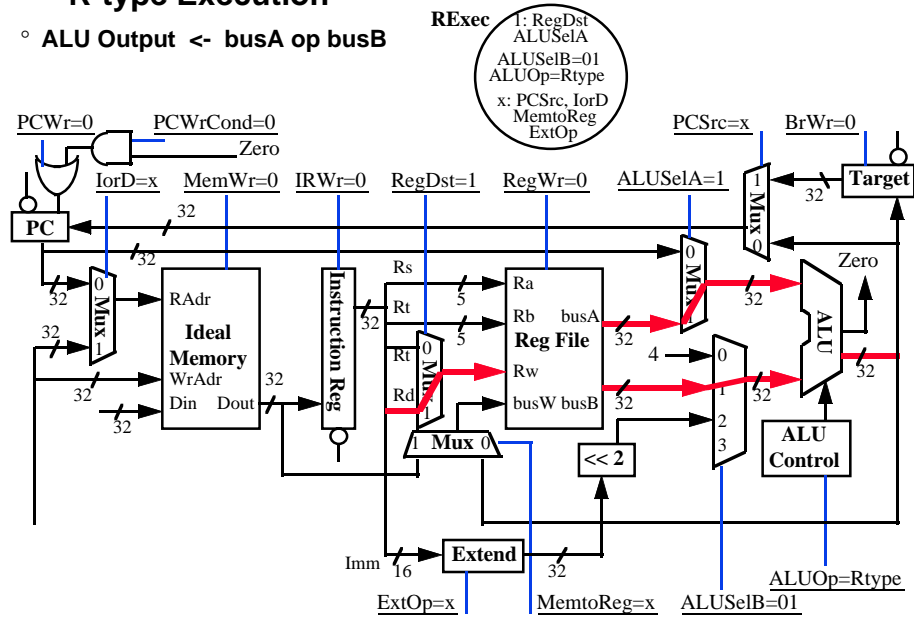 R-type Execution
° ALU Output <- busA op busB
RExec
1: RegDst
ALUSelA
ALUSelB=01
ALUOp=Rtype
x: PCSrc, IorD
MemtoReg
ExtOp
PCWr=0
PCWrCond=0
Zero
PCSrc=x
BrWr=0
IorD=x
MemWr=0
IRWr=0
RegDst=1
RegWr=0
ALUSelA=1
Target
32
1
Mux
0
32
PC
32
32
0
Mux
1
32
32
RAdr
Ideal
Memory
WrAdr
Din
Dout
32
32
32
Instruction Reg
32
Rs
Rt
5
5
Rt
0
Mux
1
Rd
Ra
Rb
busA
Reg File
Rw
busW
busB
32
32
0
Mux
1
32
Zero
ALU
32
4
0
1
2
3
32
1
Mux
0
<< 2
ALU
Control
Imm
16
Extend
32
ExtOp=x
MemtoReg=x
ALUSelB=01
ALUOp=Rtype